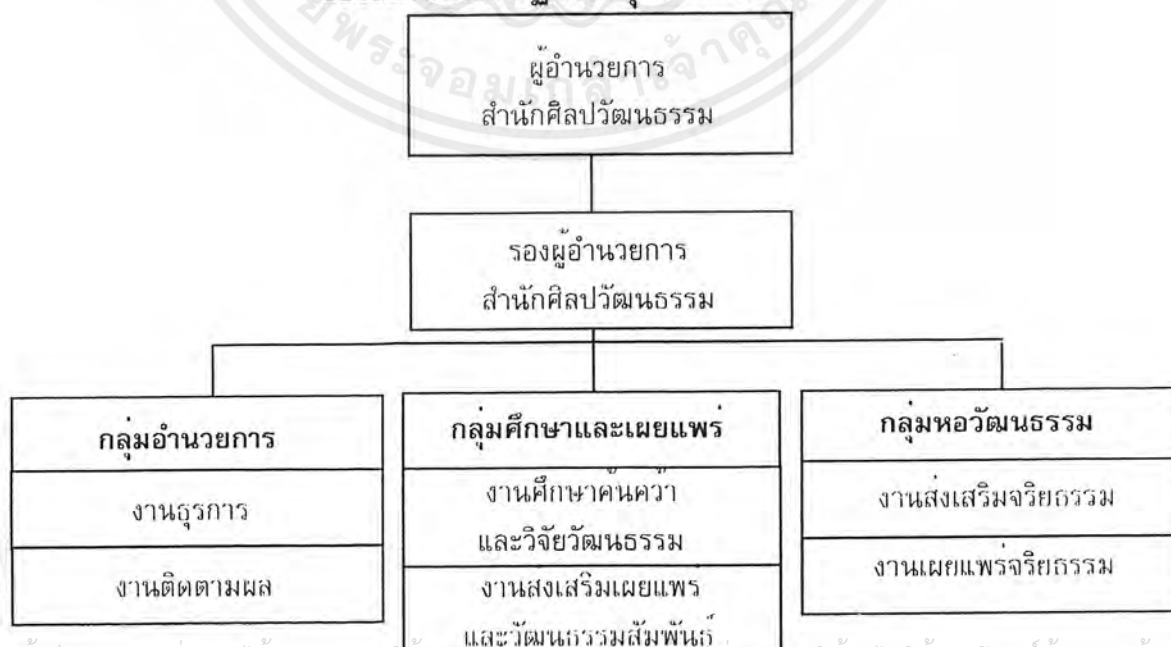 ผู้อำนวยการ
สำนักศิลปวัฒนธรรม
รองผู้อำนวยการ
สำนักศิลปวัฒนธรรม
กลุ่มอำนวยการ
งานธุรการ
งานติดตามผล
กลุ่มศึกษาและเผยแพร่
งานศึกษาค้นคว้า
และวิจัยวัฒนธรรม
งานส่งเสริมเผยแพร่
และวัฒนธรรมสัมพันธ์
กลุ่มหอวัฒนธรรม
งานส่งเสริมจริยธรรม
งานเผยแพร่จริยธรรม